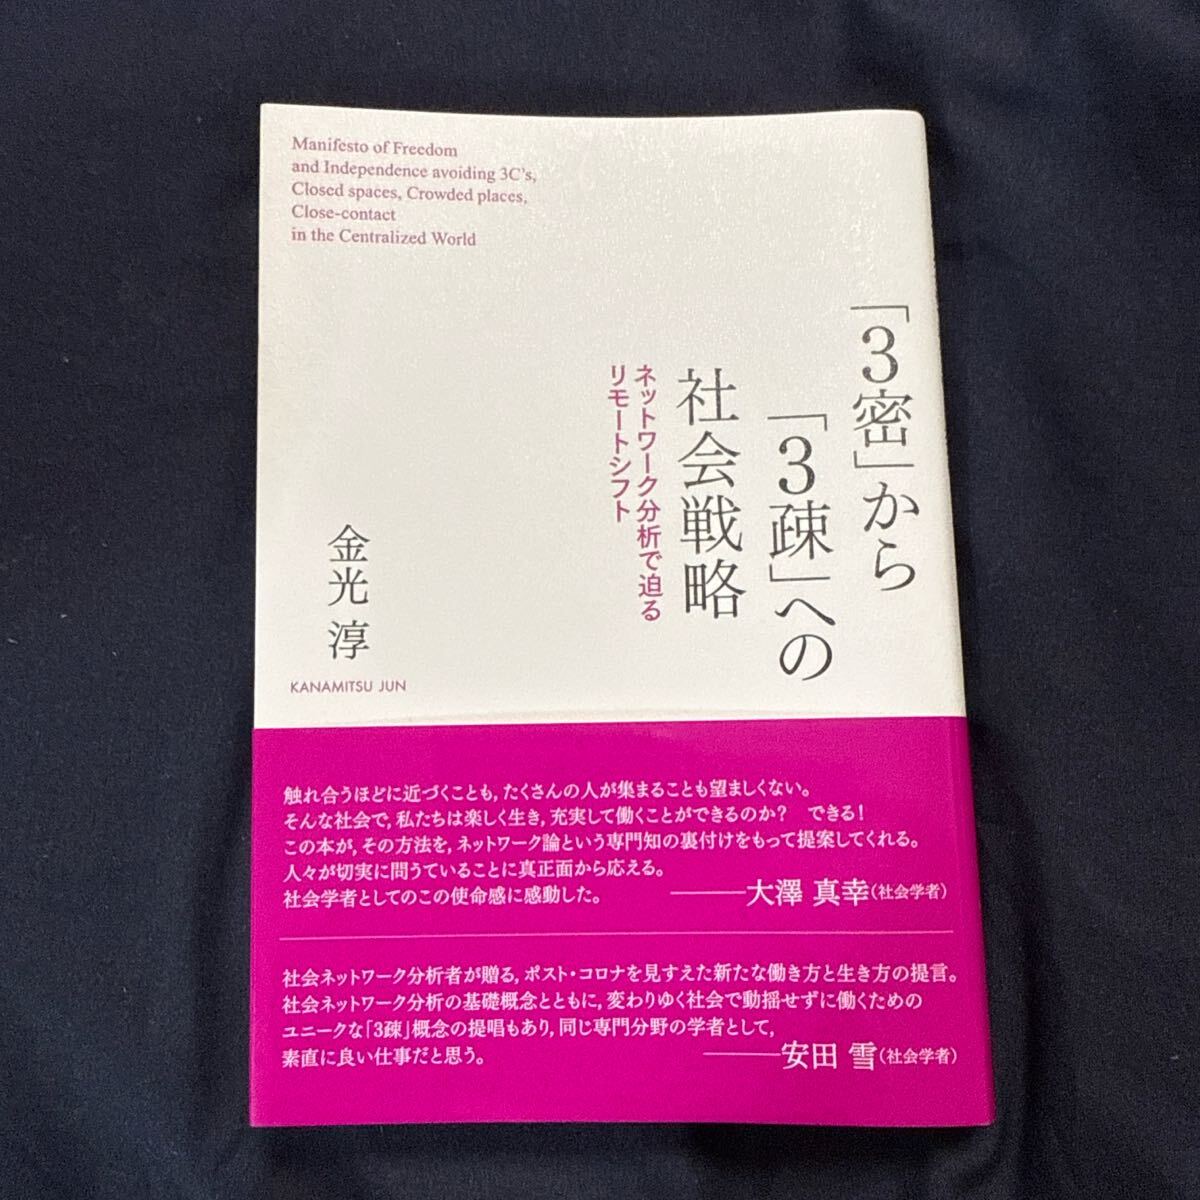 Manifesto of Freedom
and Independence avoiding 3C's,
Closed spaces, Crowded places,
Close-contact
in the Centralized World
「3密」から
「3疎」への
社会戦略
ネットワーク分析で迫る
リモートシフト
金光 淳
KANAMITSU JUN
触れ合うほどに近づくことも,たくさんの人が集まることも望ましくない。
そんな社会で,私たちは楽しく生き,充実して働くことができるのか? できる!
この本が,その方法を,ネットワーク論という専門知の裏付けをもって提案してくれる。
人々が切実に問うていることに真正面から応える。
社会学者としてのこの使命感に感動した。 ――大澤 真幸(社会学者)
社会ネットワーク分析者が贈る,ポスト・コロナを見すえた新たな働き方と生き方の提言。
社会ネットワーク分析の基礎概念とともに,変わりゆく社会で動揺せずに働くための
ユニークな「3疎」概念の提唱もあり,同じ専門分野の学者として,
素直に良い仕事だと思う。 ――安田 雪(社会学者)